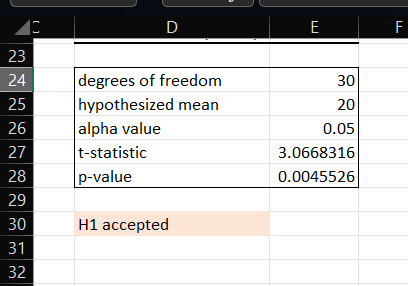 C D E F
23
24 degrees of freedom 30
25 hypothesized mean 20
26 alpha value 0.05
27 t-statistic 3.0668316
28 p-value 0.0045526
29
30 H1 accepted
31
32